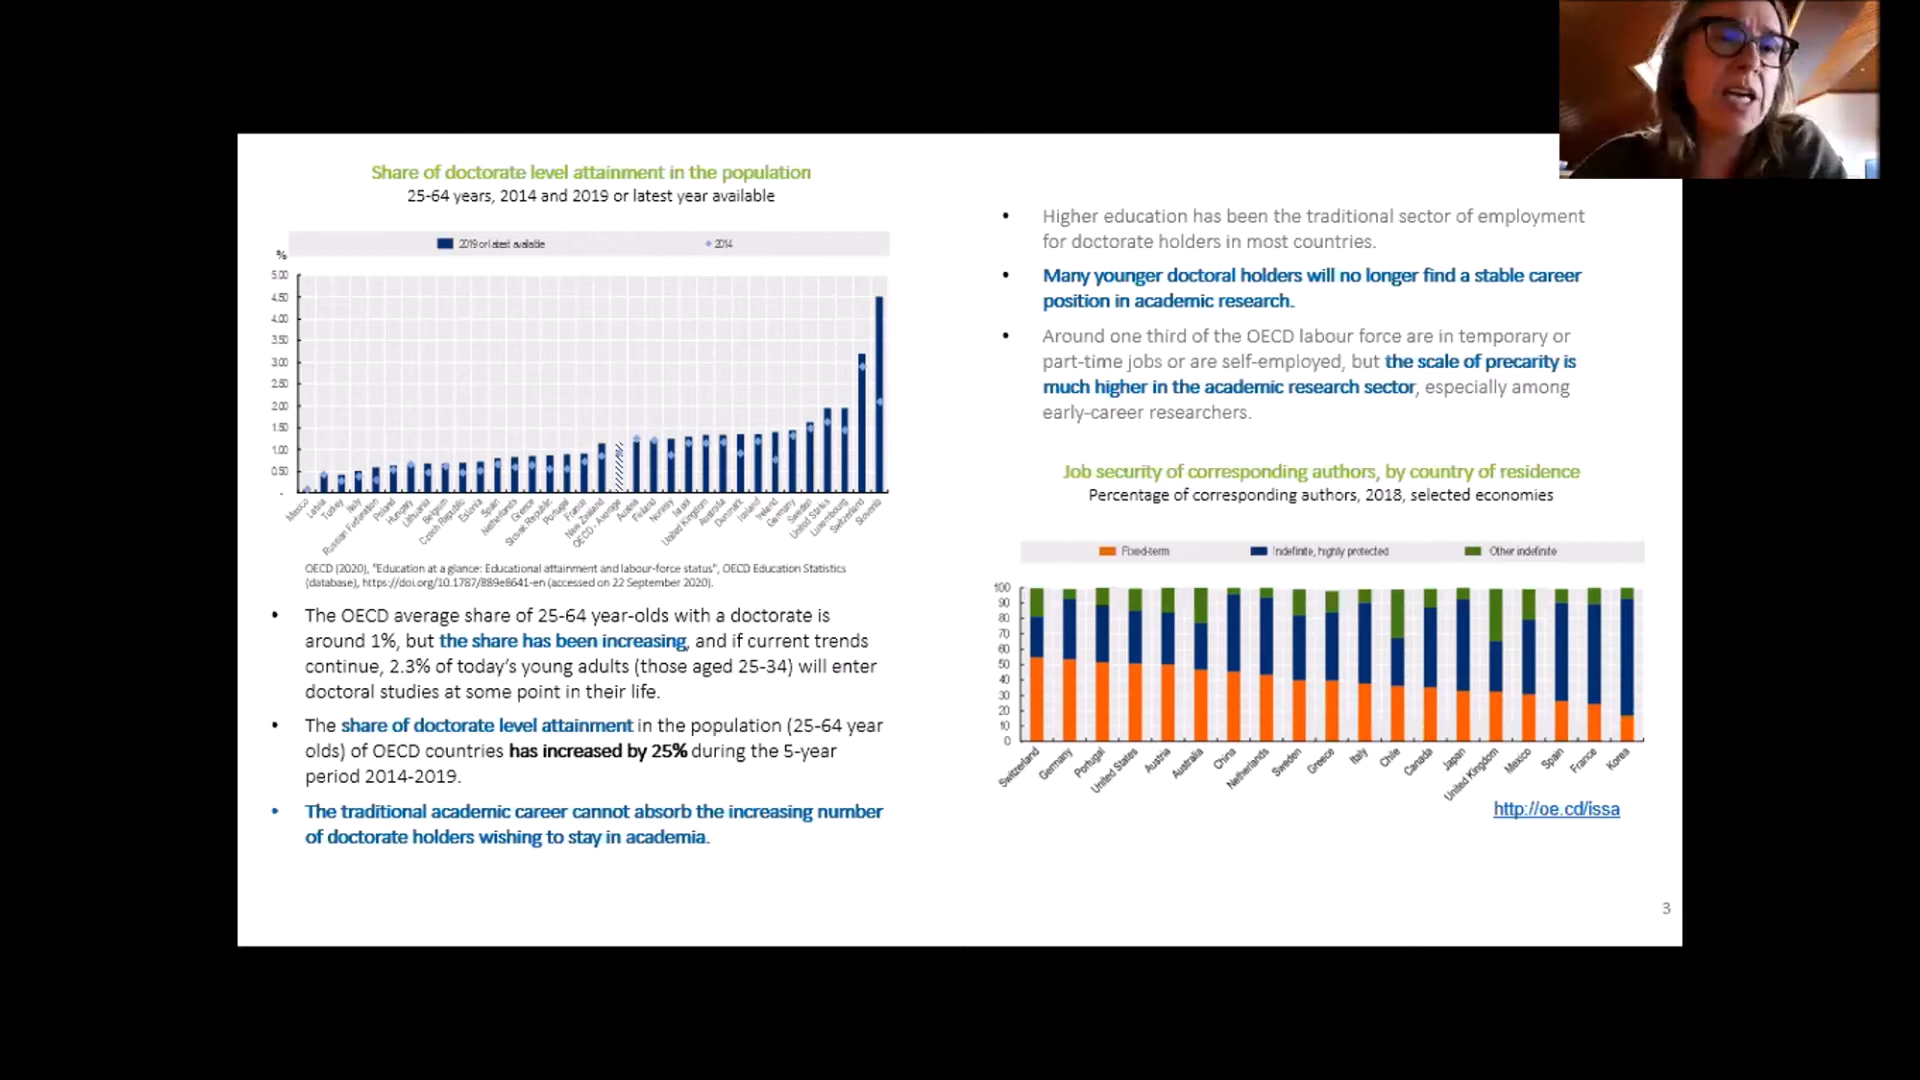 Share of doctorate level attainment in the population
25-64 years, 2014 and 2019 or latest year available
2019 or latest available
2014
%
5.00
4.50
4.00
3.50
3.00
2.50
2.00
1.50
1.00
0.50
-
Mexico
Latvia
Turkey
Italy
Russian Federation
Poland
Hungary
Lithuania
Belgium
Czech Republic
Estonia
Spain
Netherlands
Greece
Slovak Republic
Portugal
France
New Zealand
OECD - Average
Austria
Finland
Norway
Israel
United Kingdom
Australia
Denmark
Iceland
Ireland
Germany
Sweden
United States
Luxembourg
Switzerland
Slovenia
OECD (2020), "Education at a glance: Educational attainment and labour-force status", OECD Education Statistics
(database), https://doi.org/10.1787/889e8641-en (accessed on 22 September 2020).
• The OECD average share of 25-64 year-olds with a doctorate is
around 1%, but the share has been increasing, and if current trends
continue, 2.3% of today's young adults (those aged 25-34) will enter
doctoral studies at some point in their life.
• The share of doctorate level attainment in the population (25-64 year
olds) of OECD countries has increased by 25% during the 5-year
period 2014-2019.
• The traditional academic career cannot absorb the increasing number
of doctorate holders wishing to stay in academia.
• Higher education has been the traditional sector of employment
for doctorate holders in most countries.
• Many younger doctoral holders will no longer find a stable career
position in academic research.
• Around one third of the OECD labour force are in temporary or
part-time jobs or are self-employed, but the scale of precarity is
much higher in the academic research sector, especially among
early-career researchers.
Job security of corresponding authors, by country of residence
Percentage of corresponding authors, 2018, selected economies
Fixed-term
Indefinite, highly protected
Other indefinite
100
90
80
70
60
50
40
30
20
10
0
Switzerland
Germany
Portugal
United States
Austria
Australia
China
Netherlands
Sweden
Greece
Italy
Chile
Canada
Japan
United Kingdom
Mexico
Spain
France
Korea
http://oe.cd/issa
3